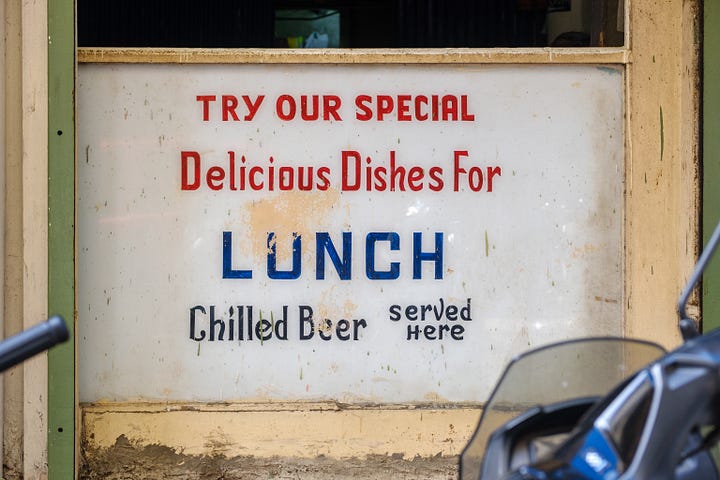 TRY OUR SPECIAL
Delicious Dishes For
LUNCH
Chilled Beer served
Here